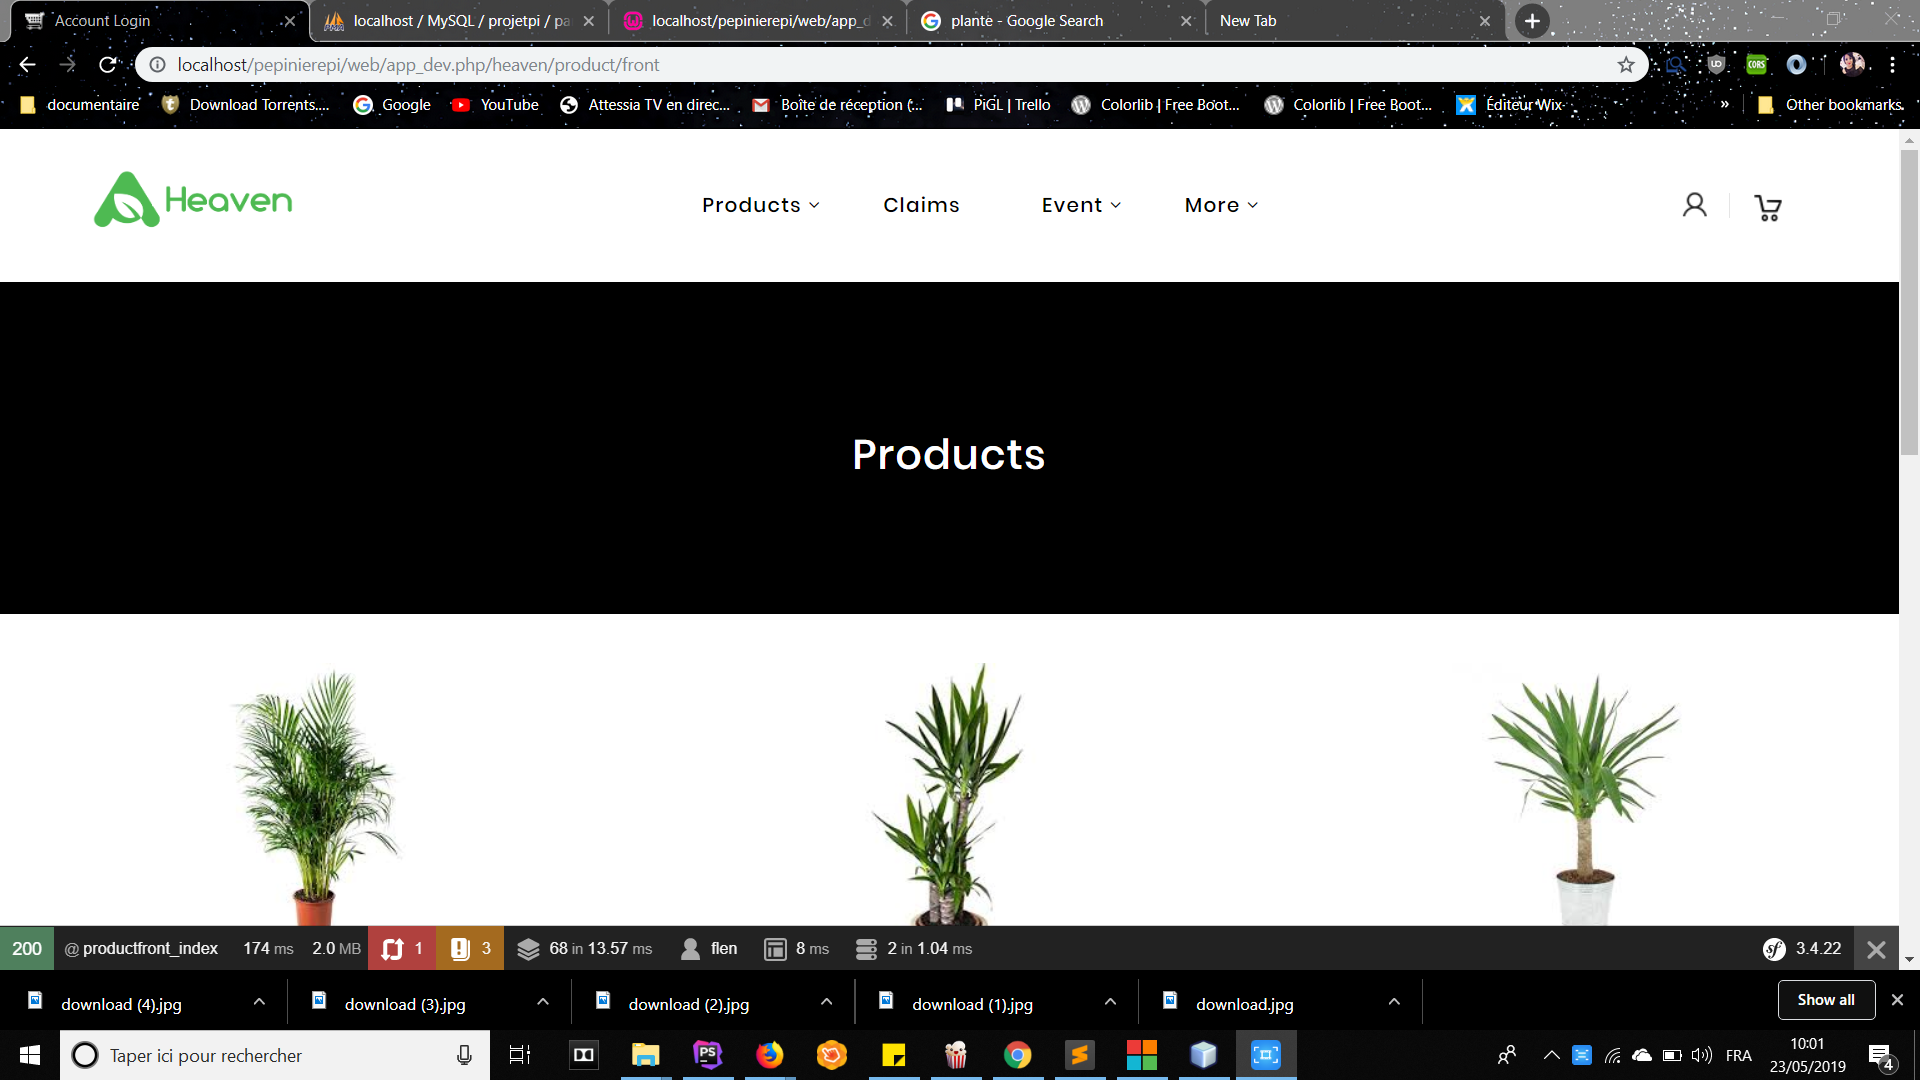 Account Login
localhost / MySQL / projetpi / pa
localhost/pepinierepi/web/app_d
plante - Google Search
New Tab
localhost/pepinierepi/web/app_dev.php/heaven/product/front
documentaire
Download Torrents....
Google
YouTube
Attessia TV en direc...
Boîte de réception (...
PiGL | Trello
Colorlib | Free Boot...
Colorlib | Free Boot...
Éditeur Wix
»
Other bookmarks
Heaven
Products
Claims
Event
More
Products
200 @ productfront_index 174 ms 2.0 MB 1 3 68 in 13.57 ms flen 8 ms 2 in 1.04 ms 3.4.22
download (4).jpg
download (3).jpg
download (2).jpg
download (1).jpg
download.jpg
Show all
Taper ici pour rechercher
FRA
10:01
23/05/2019
4